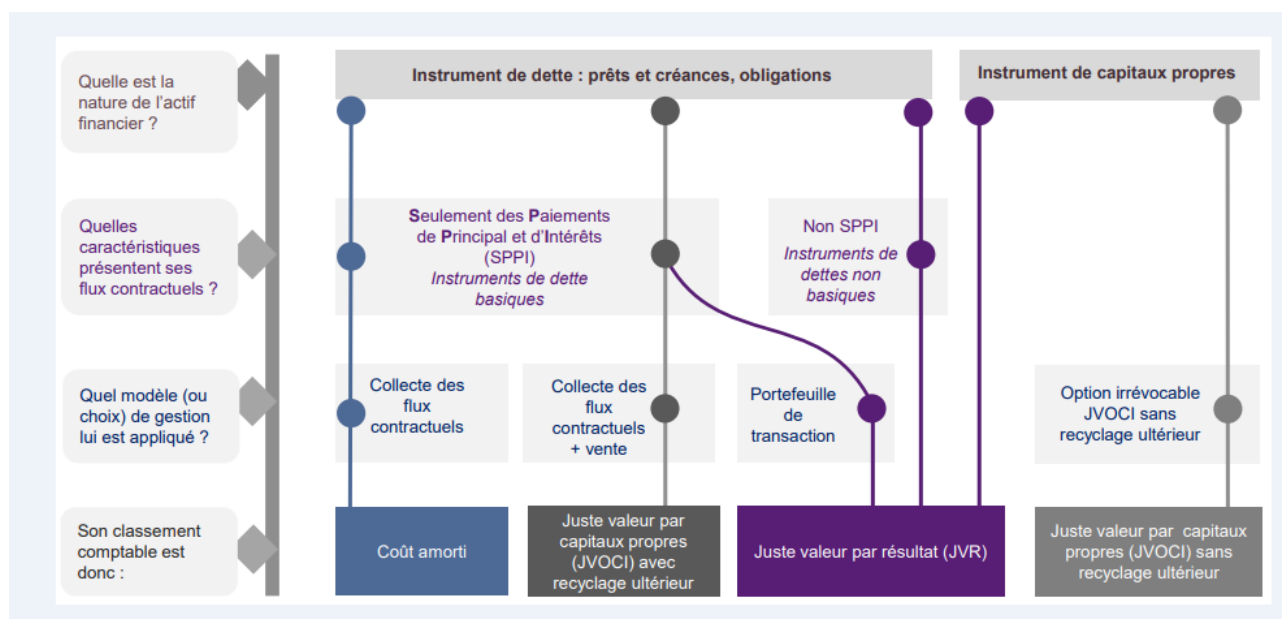 Quelle est la
nature de l’actif
financier ?
Instrument de dette : prêts et créances, obligations
Instrument de capitaux propres
Quelles
caractéristiques
présentent ses
flux contractuels ?
Seulement des Paiements
de Principal et d’Intérêts
(SPPI)
Instruments de dette
basiques
Non SPPI
Instruments de
dettes non
basiques
Quel modèle (ou
choix) de gestion
lui est appliqué ?
Collecte des
flux
contractuels
Collecte des
flux
contractuels
+ vente
Portefeuille
de
transaction
Option irrévocable
JVOCI sans
recyclage ultérieur
Son classement
comptable est
donc :
Coût amorti
Juste valeur par
capitaux propres
(JVOCI) avec
recyclage ultérieur
Juste valeur par résultat (JVR)
Juste valeur par capitaux
propres (JVOCI) sans
recyclage ultérieur